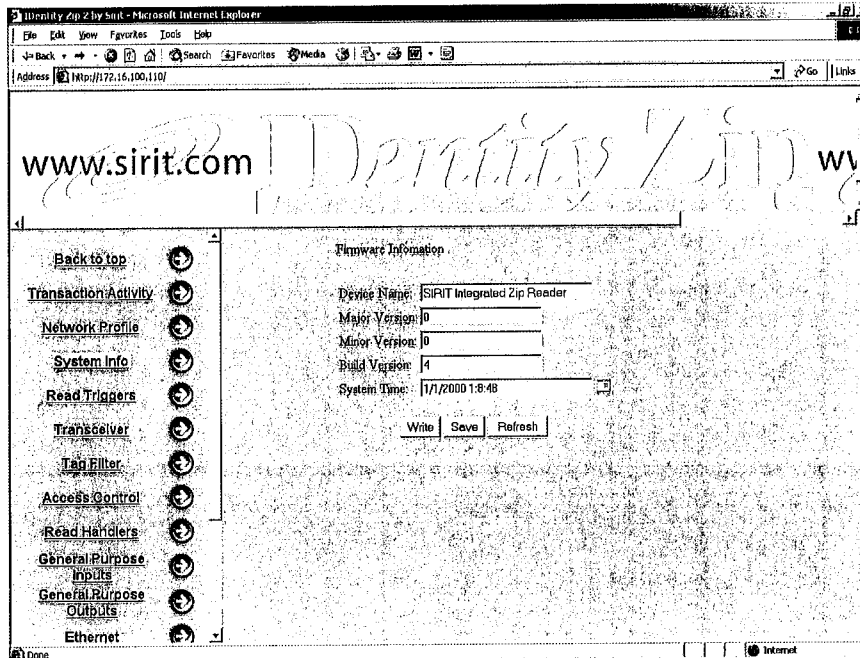 IDentity Zip 2 by Sirit - Microsoft Internet Explorer
File Edit View Favorites Tools Help
Back Search Favorites Media
Address http://172.16.100.110/ Go Links
www.sirit.com IDentity Zip
Back to top
Transaction Activity
Network Profile
System Info
Read Triggers
Transceiver
Tag Filter
Access Control
Read Handlers
General Purpose
Inputs
General Purpose
Outputs
Ethernet
Firmware Infomation
Device Name: SIRIT Integrated Zip Reader
Major Version: 0
Minor Version: 0
Build Version: 4
System Time: 1/1/2000 1:8:48
Write Save Refresh
Done Internet